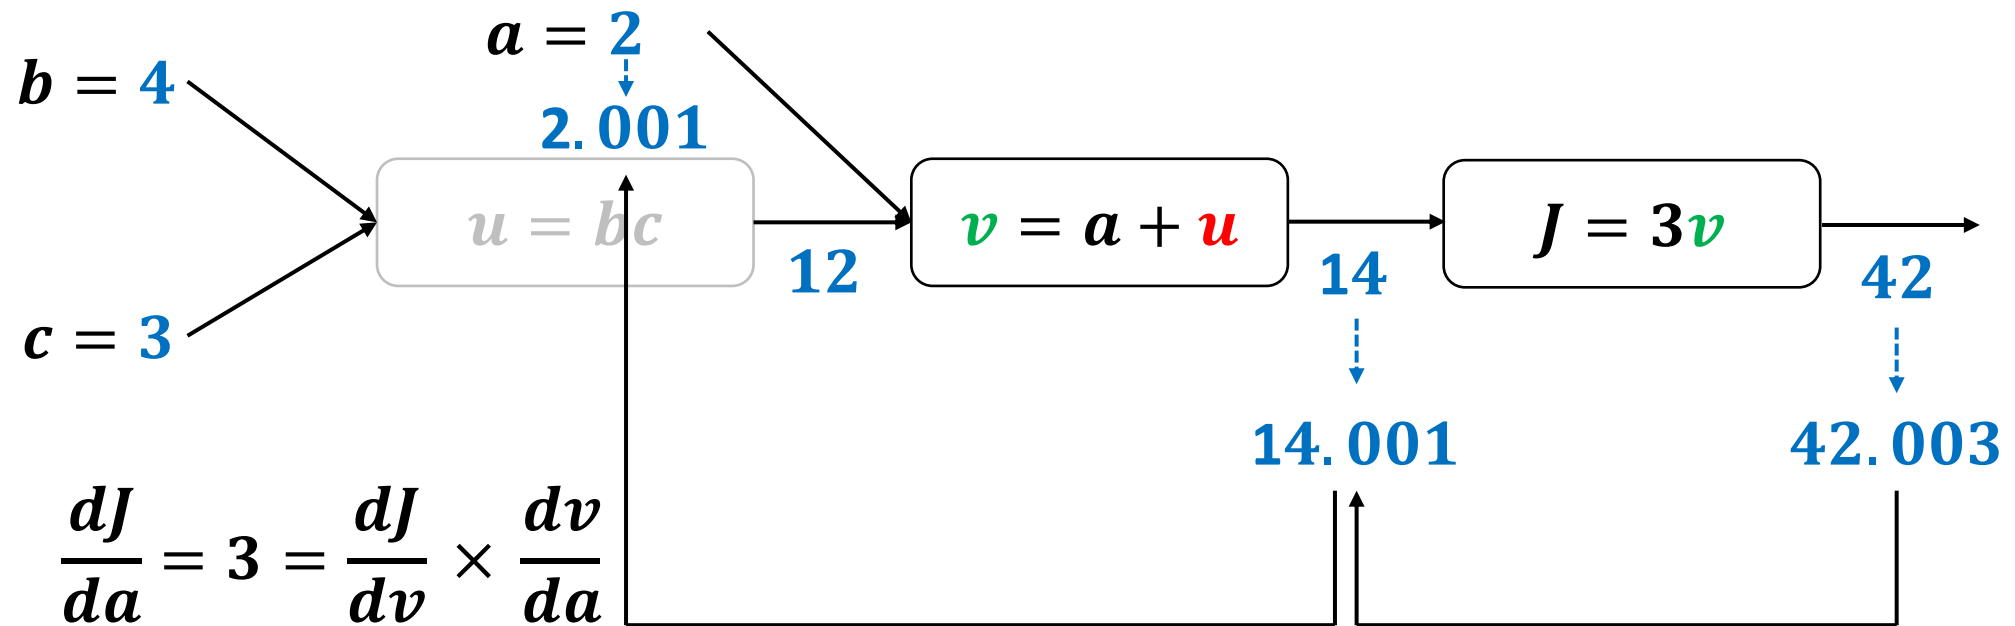 a = 2
b = 4
2.001
u = bc
v = a + u
J = 3v
12
14
42
c = 3
14.001
42.003
dJ/da = 3 = dJ/dv × dv/da